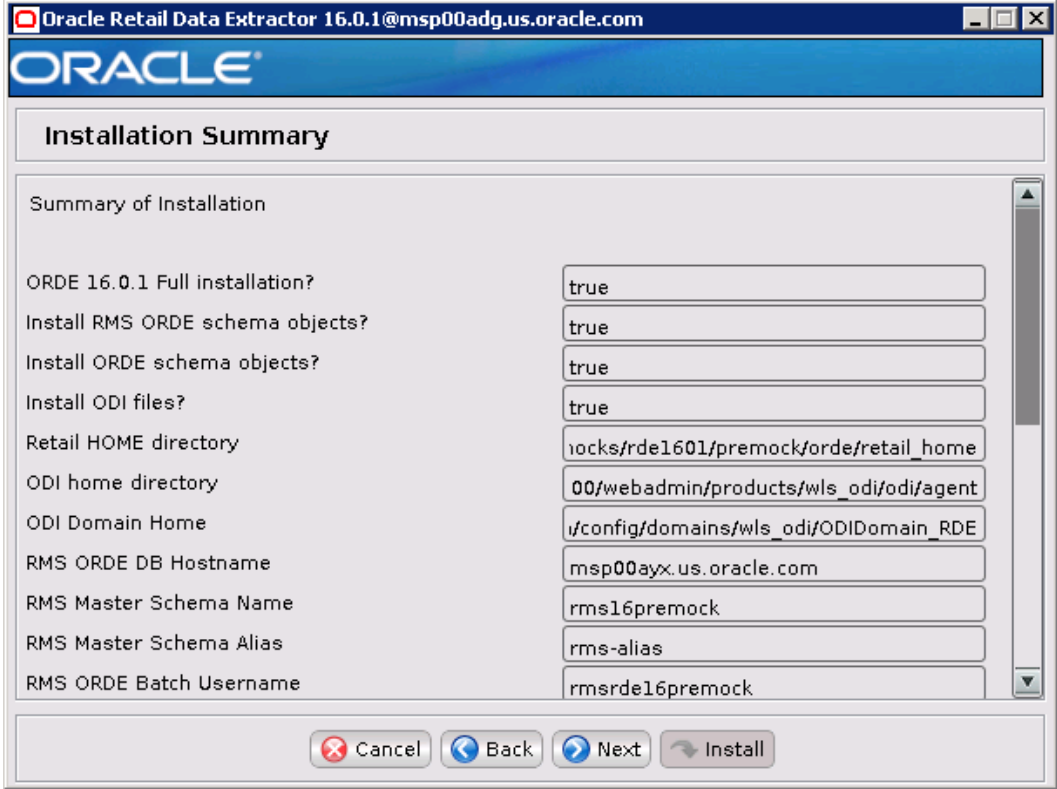 Oracle Retail Data Extractor 16.0.1@msp00adg.us.oracle.com
ORACLE
Installation Summary
Summary of Installation
ORDE 16.0.1 Full installation? true
Install RMS ORDE schema objects? true
Install ORDE schema objects? true
Install ODI files? true
Retail HOME directory ocks/rde1601/premock/orde/retail_home
ODI home directory 00/webadmin/products/wls_odi/odi/agent
ODI Domain Home /config/domains/wls_odi/ODIDomain_RDE
RMS ORDE DB Hostname msp00ayx.us.oracle.com
RMS Master Schema Name rms16premock
RMS Master Schema Alias rms-alias
RMS ORDE Batch Username rmsrde16premock
Cancel Back Next Install